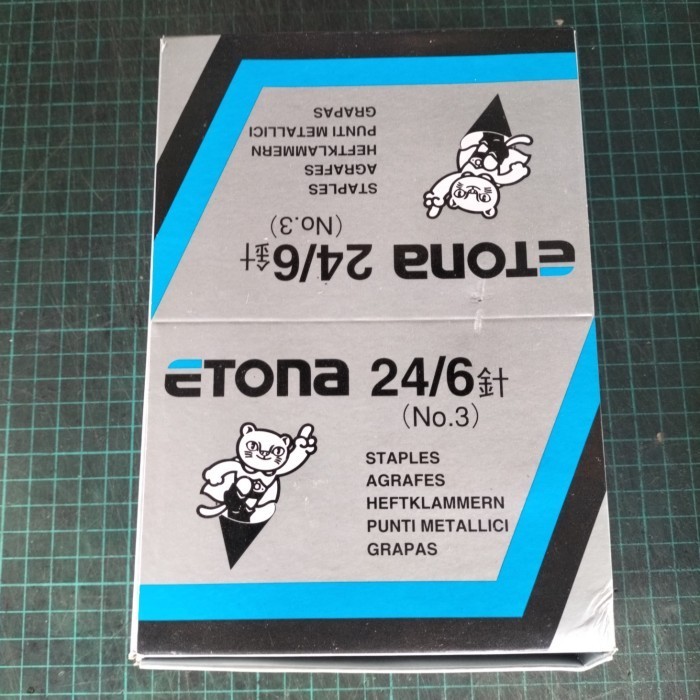 GRAPAS
PUNTI METALLICI
HEFTKLAMMERN
AGRAFES
STAPLES
(No.3)
ETONA 24/6 針
ETONA 24/6 針
(No.3)
STAPLES
AGRAFES
HEFTKLAMMERN
PUNTI METALLICI
GRAPAS